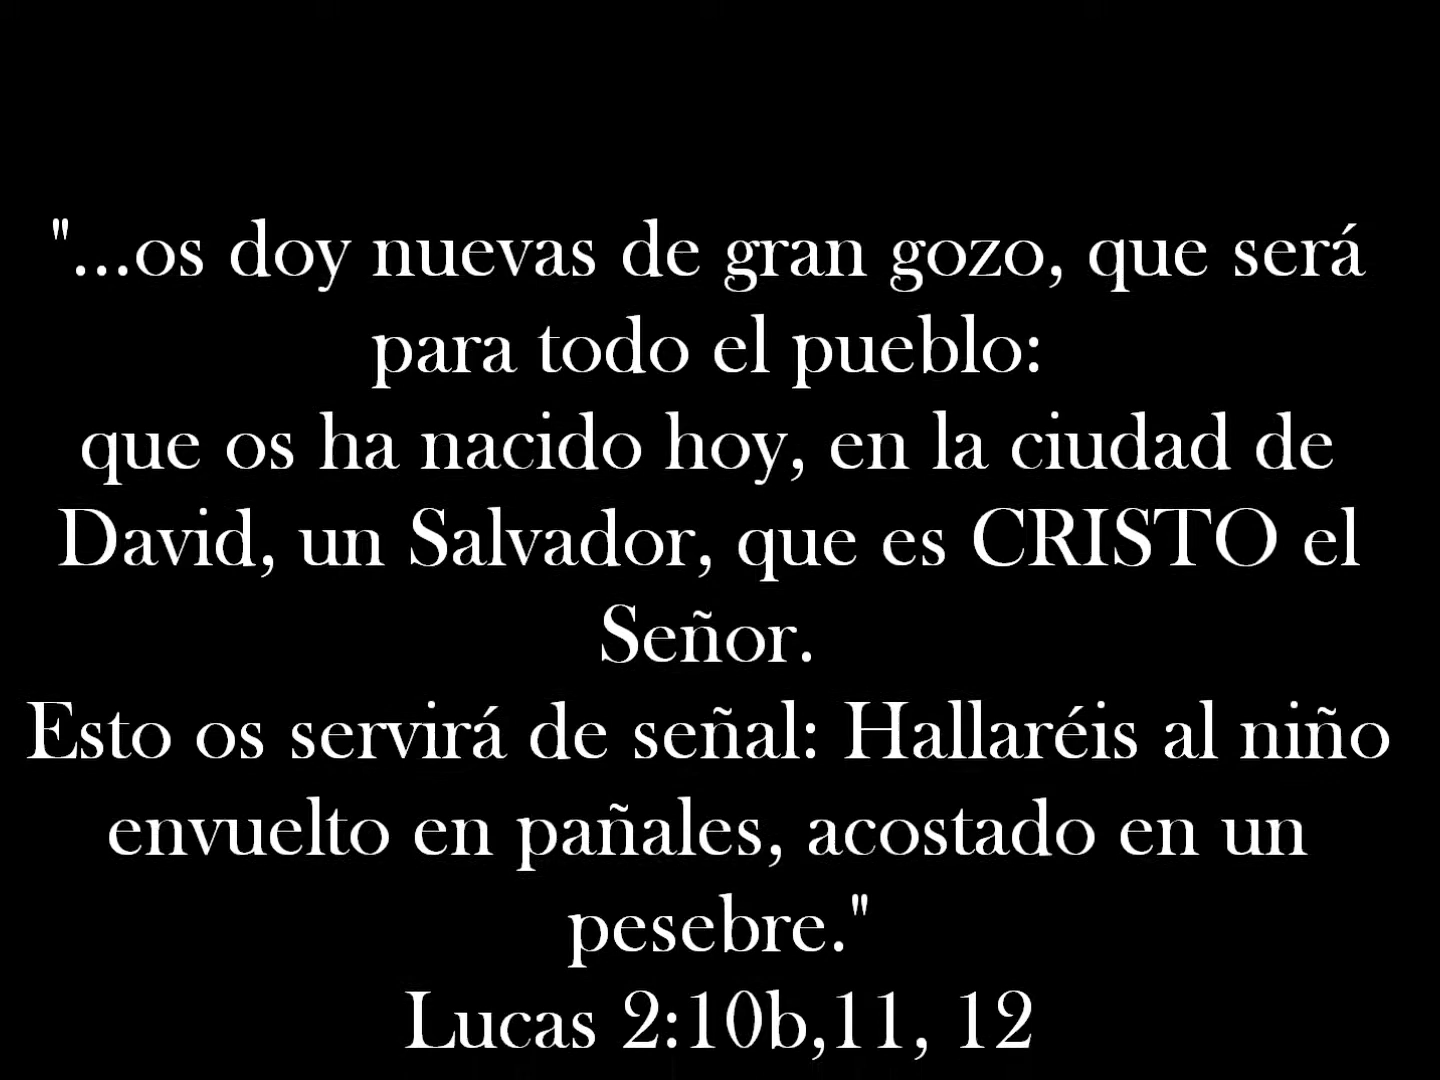 "...os doy nuevas de gran gozo, que será
para todo el pueblo:
que os ha nacido hoy, en la ciudad de
David, un Salvador, que es CRISTO el
Señor.
Esto os servirá de señal: Hallaréis al niño
envuelto en pañales, acostado en un
pesebre."
Lucas 2:10b,11, 12